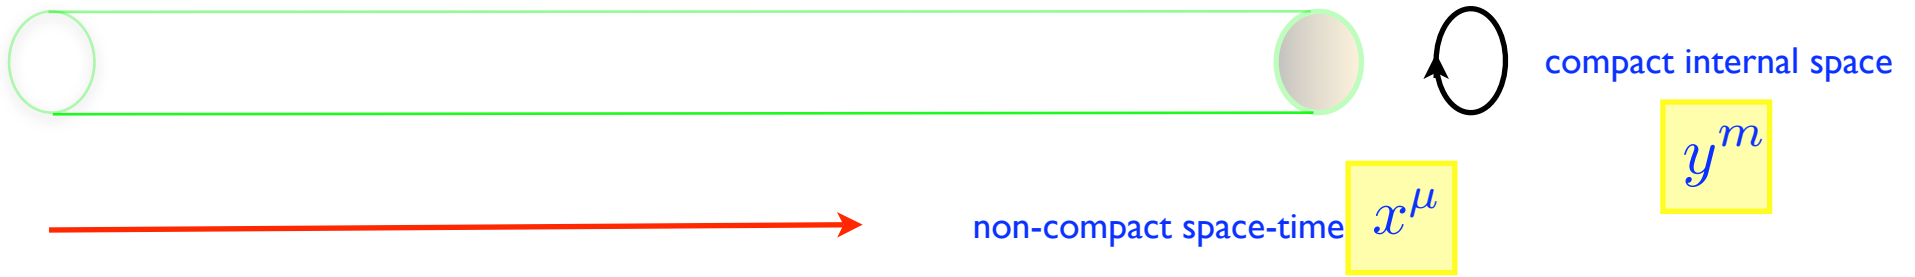 compact internal space
y^m
non-compact space-time x^μ